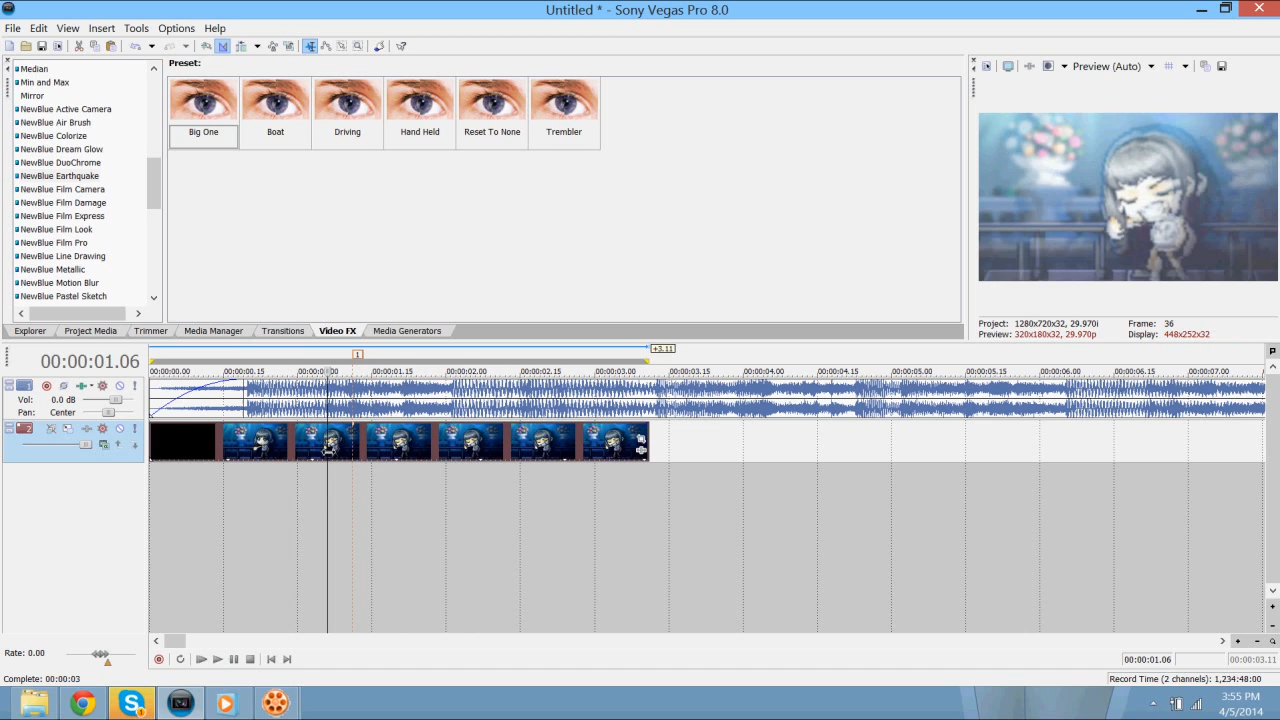 Untitled * - Sony Vegas Pro 8.0
File Edit View Insert Tools Options Help
Median
Min and Max
Mirror
NewBlue Active Camera
NewBlue Air Brush
NewBlue Colorize
NewBlue Dream Glow
NewBlue DuoChrome
NewBlue Earthquake
NewBlue Film Camera
NewBlue Film Damage
NewBlue Film Express
NewBlue Film Look
NewBlue Film Pro
NewBlue Line Drawing
NewBlue Metallic
NewBlue Motion Blur
NewBlue Pastel Sketch
Preset:
Big One Boat Driving Hand Held Reset To None Trembler
Preview (Auto)
Project: 1280x720x32, 29.970i Frame: 36
Preview: 320x180x32, 29.970p Display: 448x252x32
Explorer Project Media Trimmer Media Manager Transitions Video FX Media Generators
00:00:01.06
1
+3.11
00:00:00.00 00:00:00.15 00:00:01.15 00:00:02.00 00:00:02.15 00:00:03.00 00:00:03.15 00:00:04.00 00:00:04.15 00:00:05.00 00:00:05.15 00:00:06.00 00:00:06.15 00:00:07.00
1
Vol: 0.0 dB
Pan: Center
2
Rate: 0.00
00:00:01.06 00:00:03.11
Complete: 00:00:03
Record Time (2 channels): 1,234:48:00
3:55 PM
4/5/2014